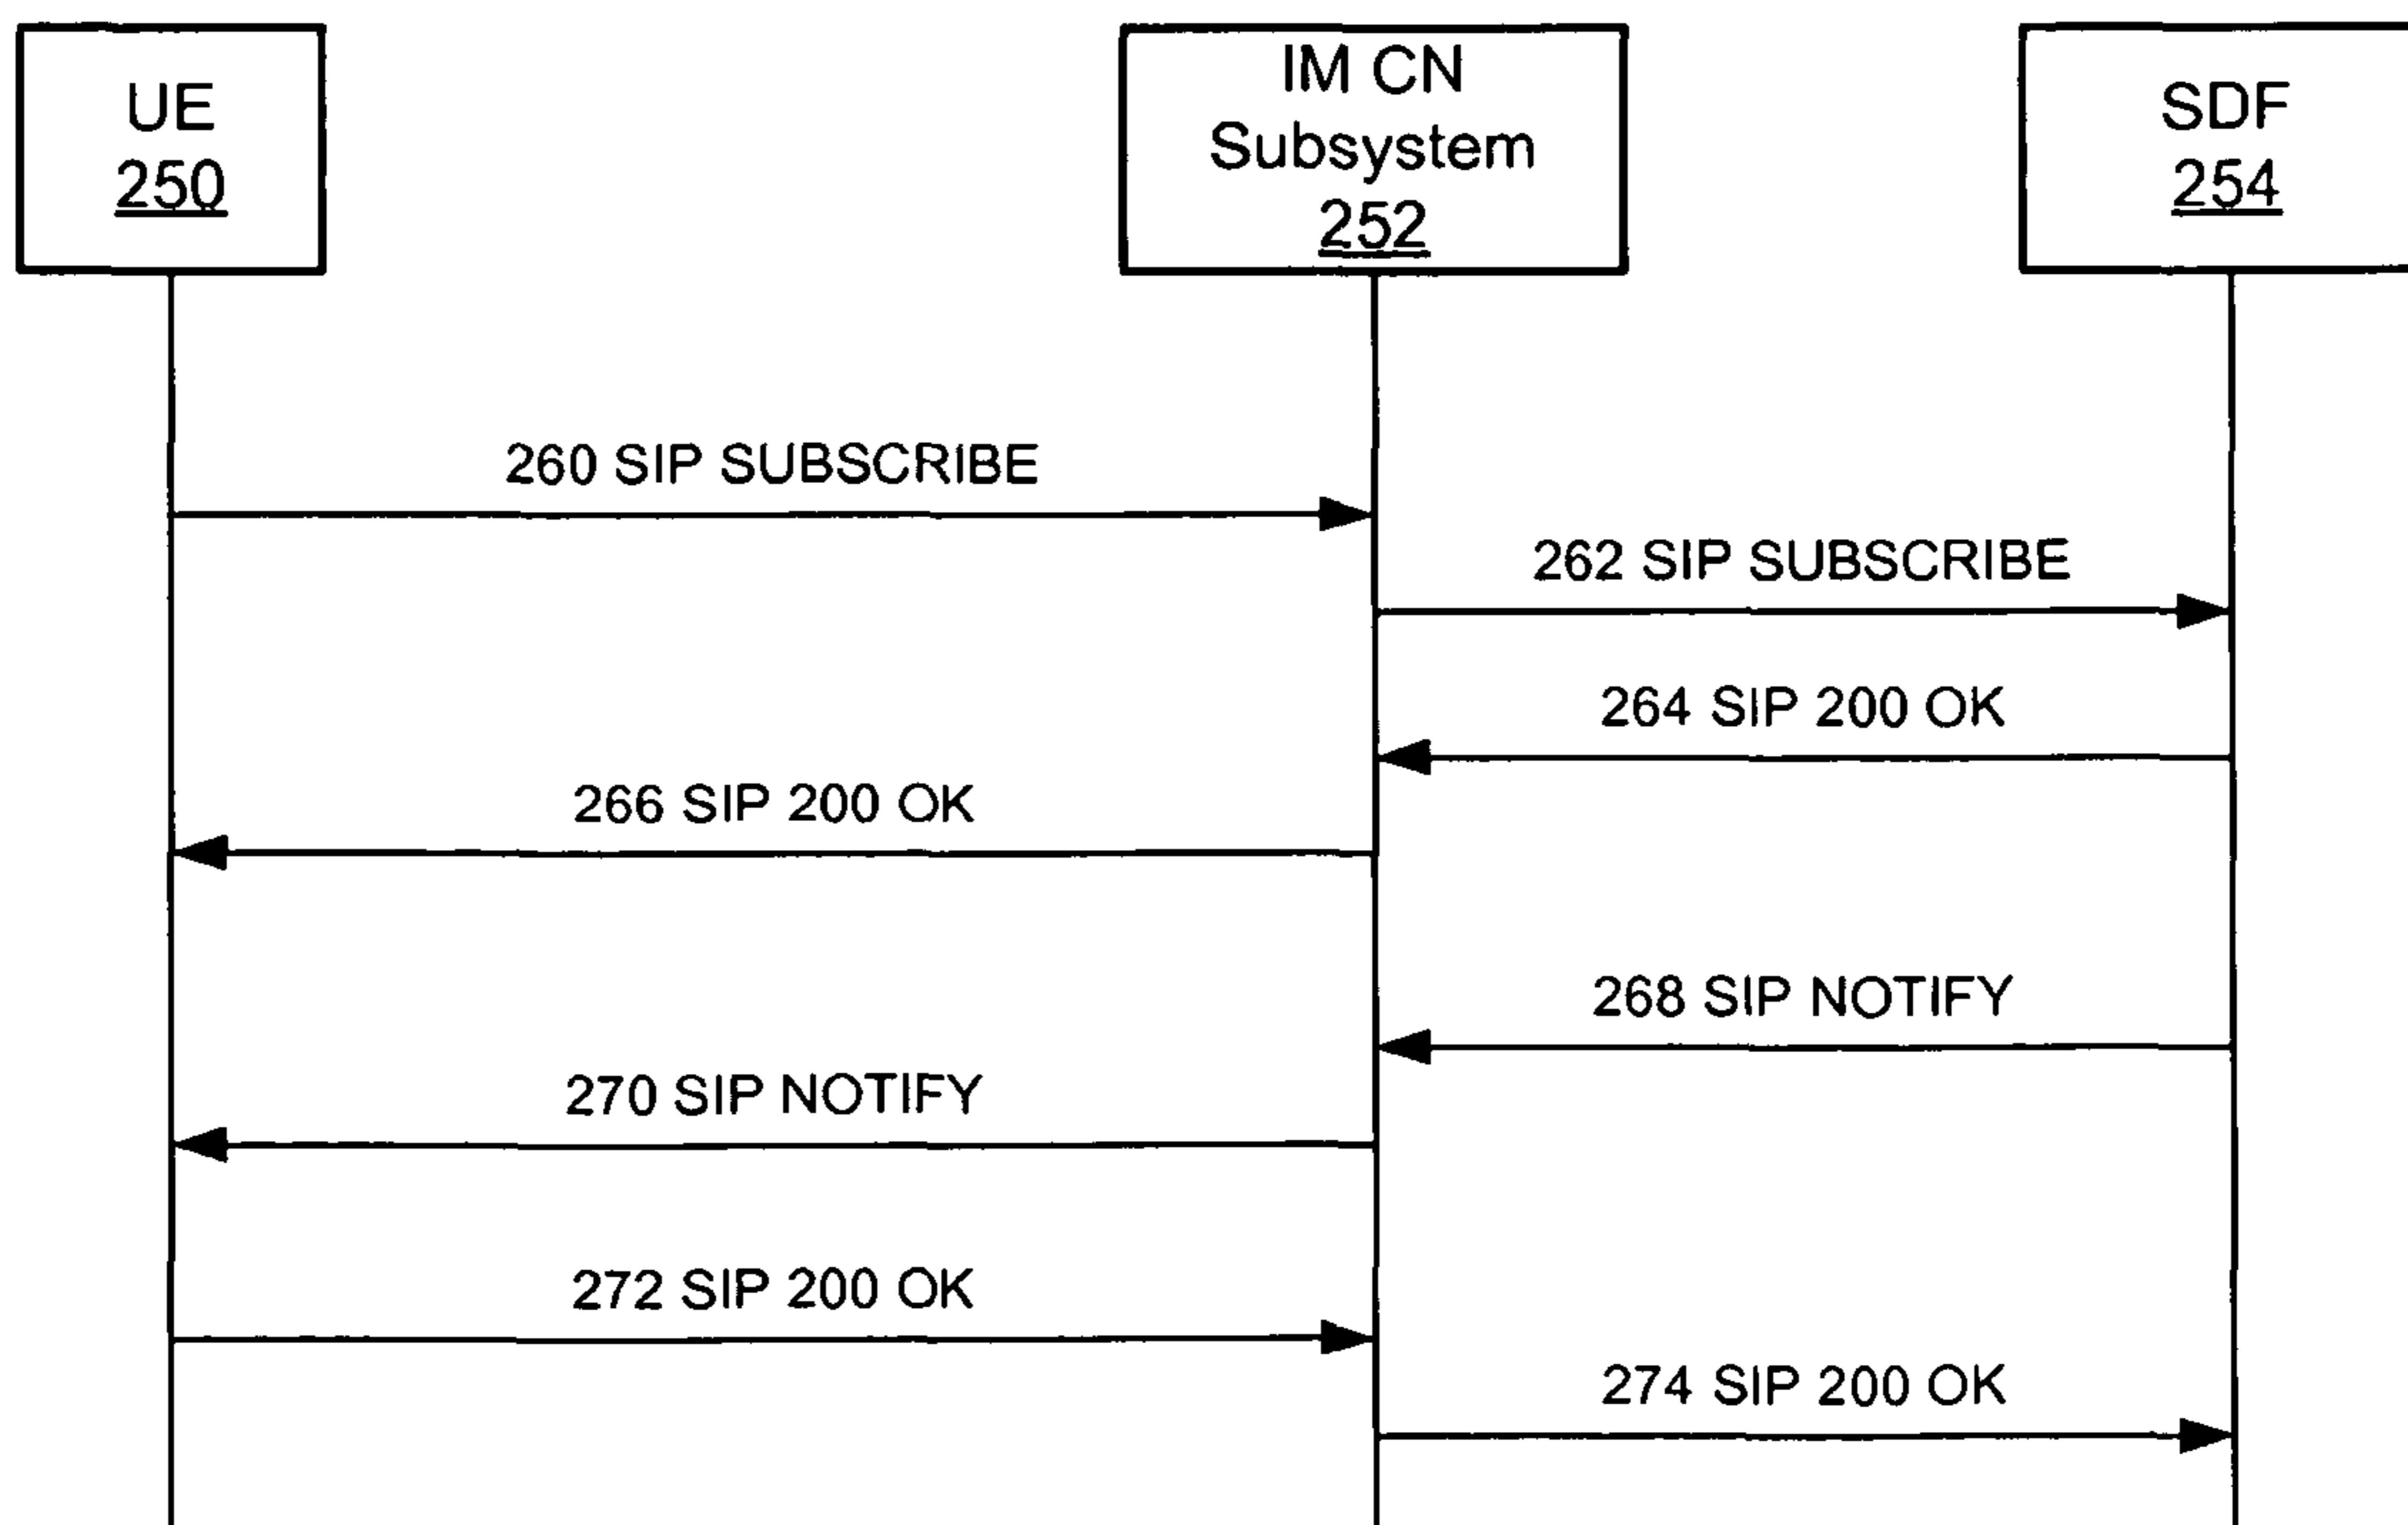 UE
250
IM CN
Subsystem
252
SDF
254
260 SIP SUBSCRIBE
262 SIP SUBSCRIBE
264 SIP 200 OK
266 SIP 200 OK
268 SIP NOTIFY
270 SIP NOTIFY
272 SIP 200 OK
274 SIP 200 OK